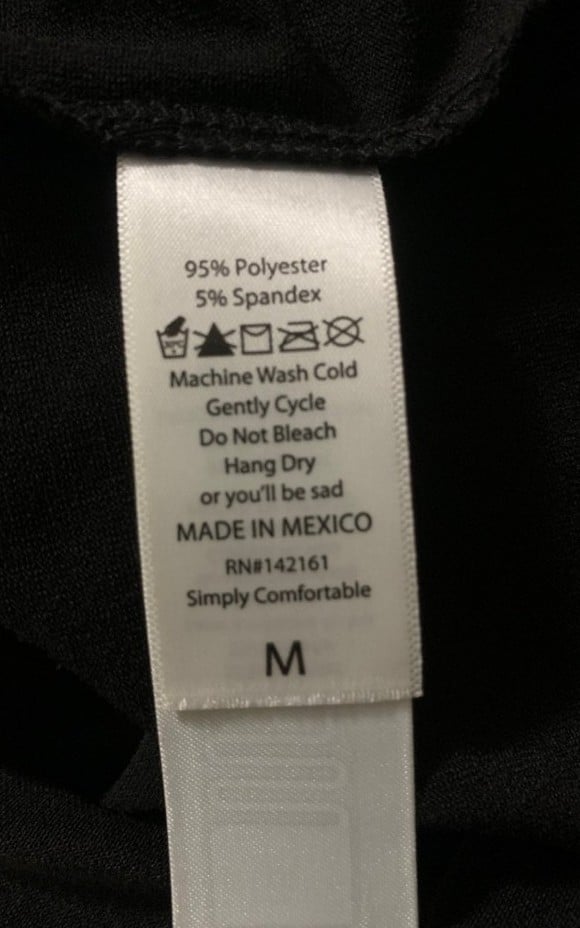 95% Polyester
5% Spandex
Machine Wash Cold
Gently Cycle
Do Not Bleach
Hang Dry
or you'll be sad
MADE IN MEXICO
RN#142161
Simply Comfortable
M